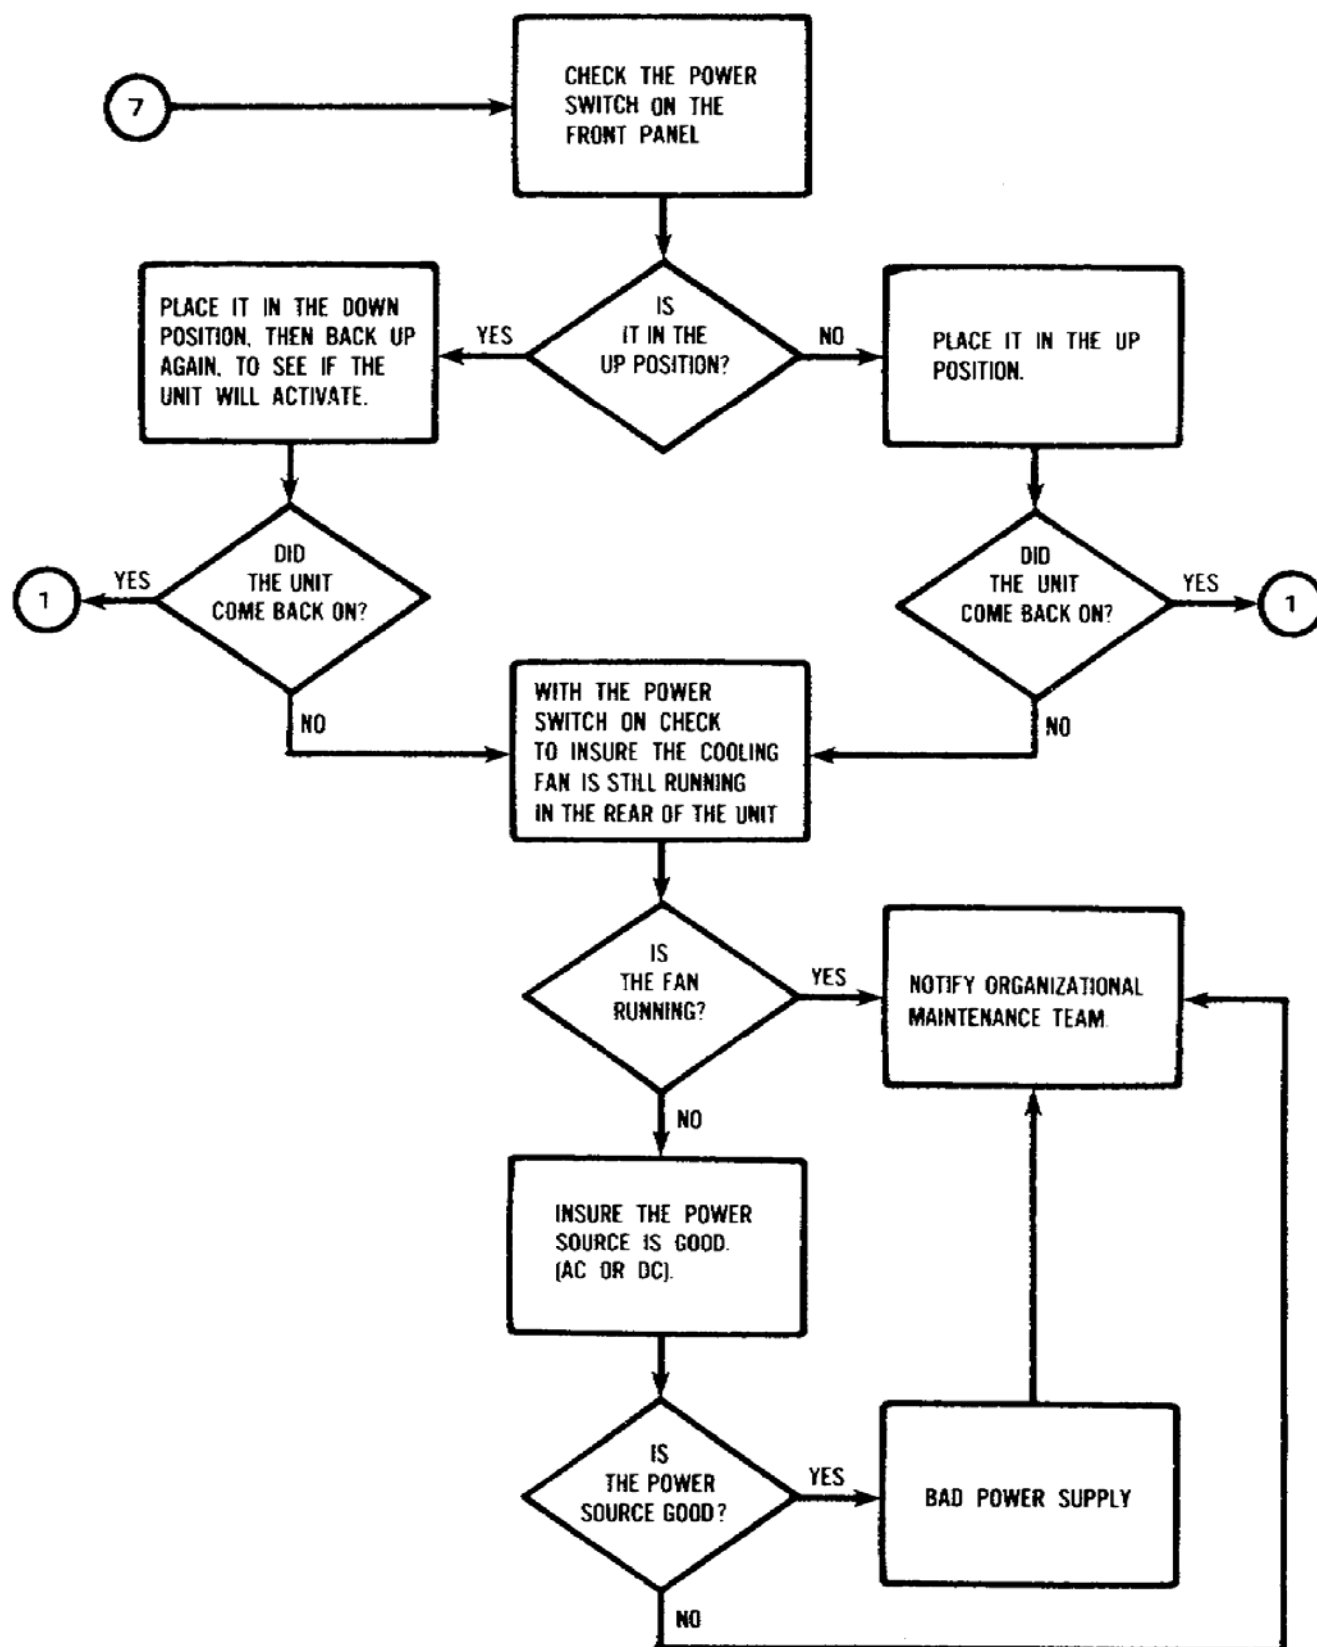 7
CHECK THE POWER
SWITCH ON THE
FRONT PANEL
PLACE IT IN THE DOWN
POSITION, THEN BACK UP
AGAIN, TO SEE IF THE
UNIT WILL ACTIVATE.
YES
IS
IT IN THE
UP POSITION?
NO
PLACE IT IN THE UP
POSITION.
1
YES
DID
THE UNIT
COME BACK ON?
NO
DID
THE UNIT
COME BACK ON?
YES
1
NO
WITH THE POWER
SWITCH ON CHECK
TO INSURE THE COOLING
FAN IS STILL RUNNING
IN THE REAR OF THE UNIT
IS
THE FAN
RUNNING?
YES
NOTIFY ORGANIZATIONAL
MAINTENANCE TEAM.
NO
INSURE THE POWER
SOURCE IS GOOD.
(AC OR DC).
IS
THE POWER
SOURCE GOOD?
YES
BAD POWER SUPPLY
NO